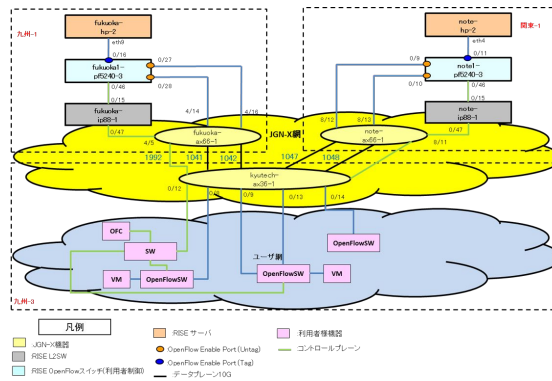 九州-1
fukuoka-
hp-2
eth9
0/16
fukuoka1-
pf5240-3
0/27
0/28
0/46
0/15
fukuoka-
ip88-1
0/47
4/14
4/16
4/5
fukuoka-
ax66-1
JGN-X網
関東-1
note-
hp-2
eth4
0/11
note1-
pf5240-3
0/9
0/10
0/46
0/15
note-
ip88-1
0/47
8/12
8/13
8/11
note-
ax66-1
1992
1041
1042
1047
1048
kyutech-
ax36-1
0/12
0/8
0/9
0/13
0/14
OFC
SW
VM
OpenFlowSW
ユーザ網
OpenFlowSW
VM
OpenFlowSW
九州-3
凡例
JGN-X機器
RISE L2SW
RISE OpenFlowスイッチ(利用者制御)
RISE サーバ
OpenFlow Enable Port(Untag)
OpenFlow Enable Port(Tag)
データプレーン10G
利用者様機器
コントロールプレーン